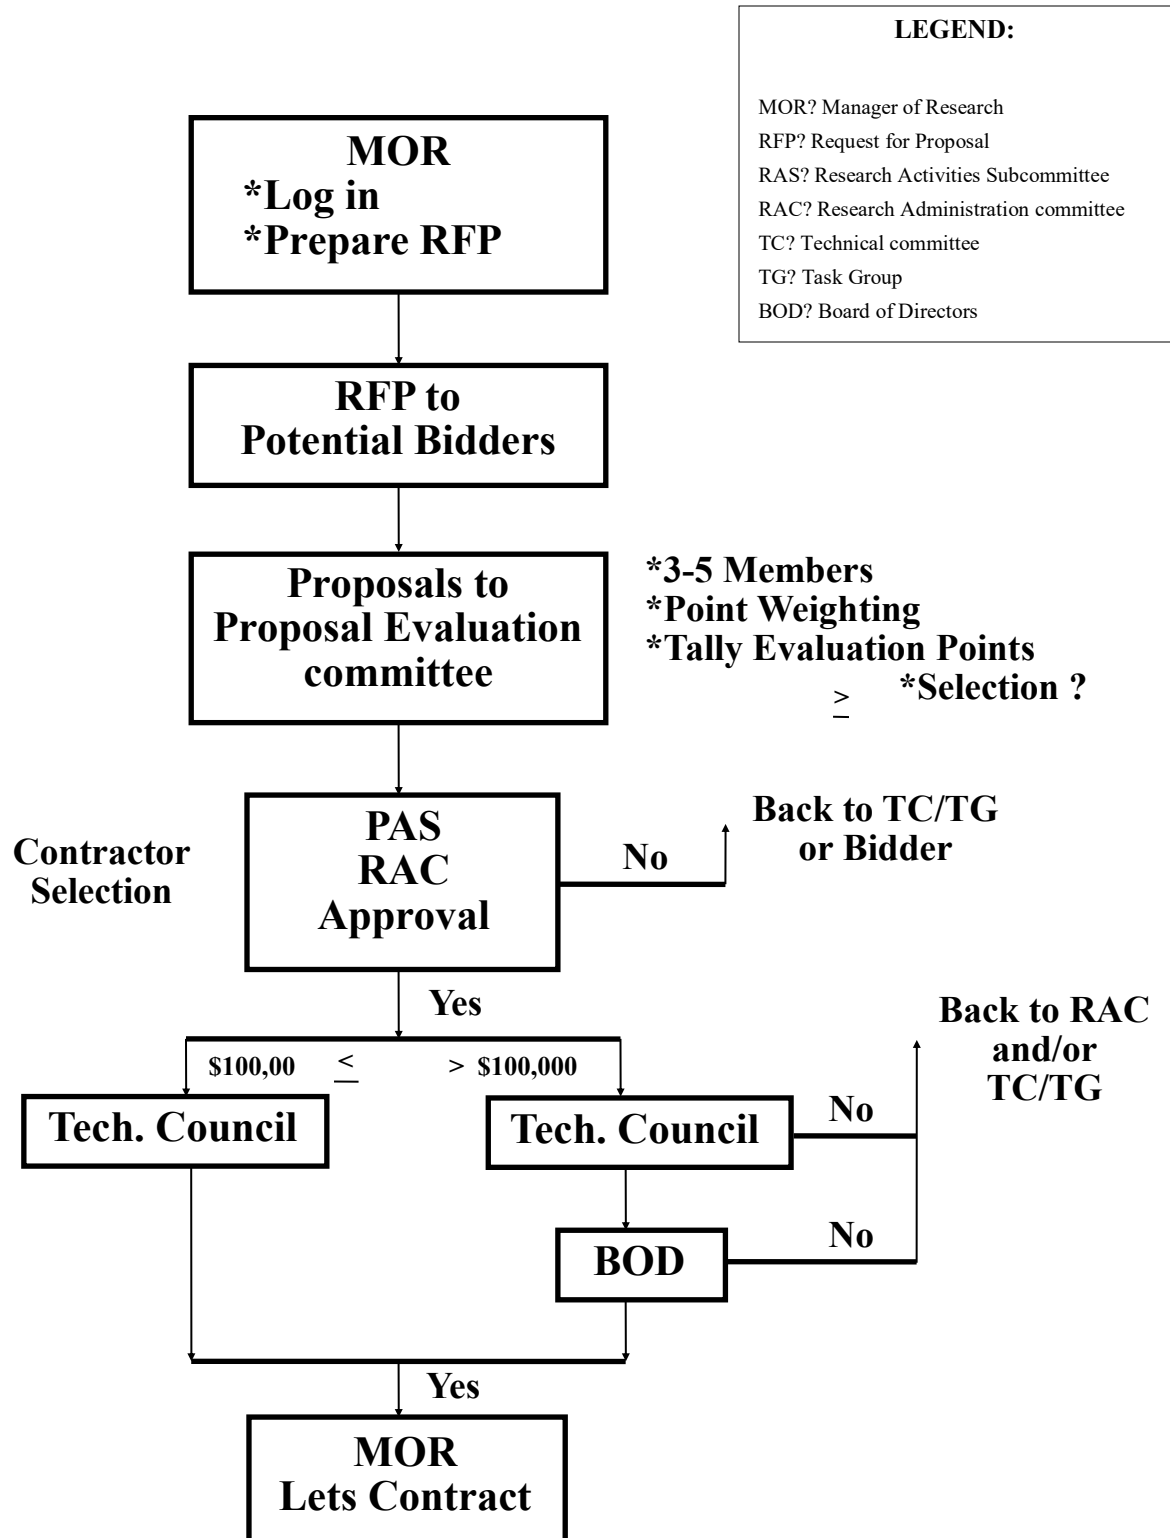 LEGEND:
MOR? Manager of Research
RFP? Request for Proposal
RAS? Research Activities Subcommittee
RAC? Research Administration committee
TC? Technical committee
TG? Task Group
BOD? Board of Directors
MOR
*Log in
*Prepare RFP
RFP to
Potential Bidders
Proposals to
Proposal Evaluation
committee
*3-5 Members
*Point Weighting
*Tally Evaluation Points
≥ *Selection ?
Contractor
Selection
PAS
RAC
Approval
No
Back to TC/TG
or Bidder
Yes
$100,00 ≤ > $100,000
Back to RAC
and/or
TC/TG
Tech. Council
Tech. Council
No
BOD
No
Yes
MOR
Lets Contract